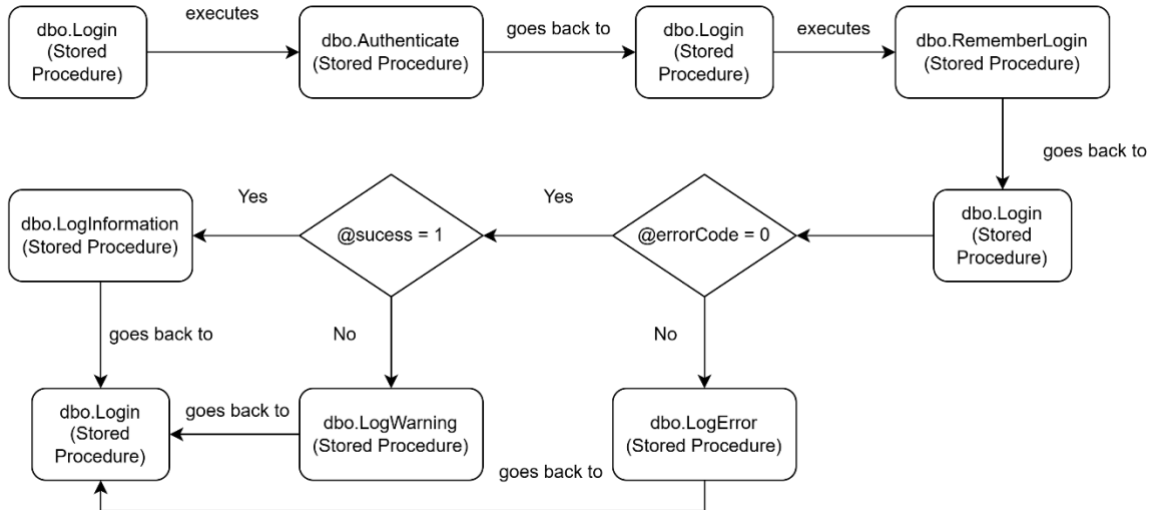 dbo.Login
(Stored
Procedure)
executes
dbo.Authenticate
(Stored Procedure)
goes back to
dbo.Login
(Stored
Procedure)
executes
dbo.RememberLogin
(Stored Procedure)
goes back to
dbo.Login
(Stored
Procedure)
@errorCode = 0
Yes
@sucess = 1
Yes
dbo.LogInformation
(Stored Procedure)
goes back to
No
No
dbo.Login
(Stored
Procedure)
goes back to
dbo.LogWarning
(Stored Procedure)
dbo.LogError
(Stored Procedure)
goes back to